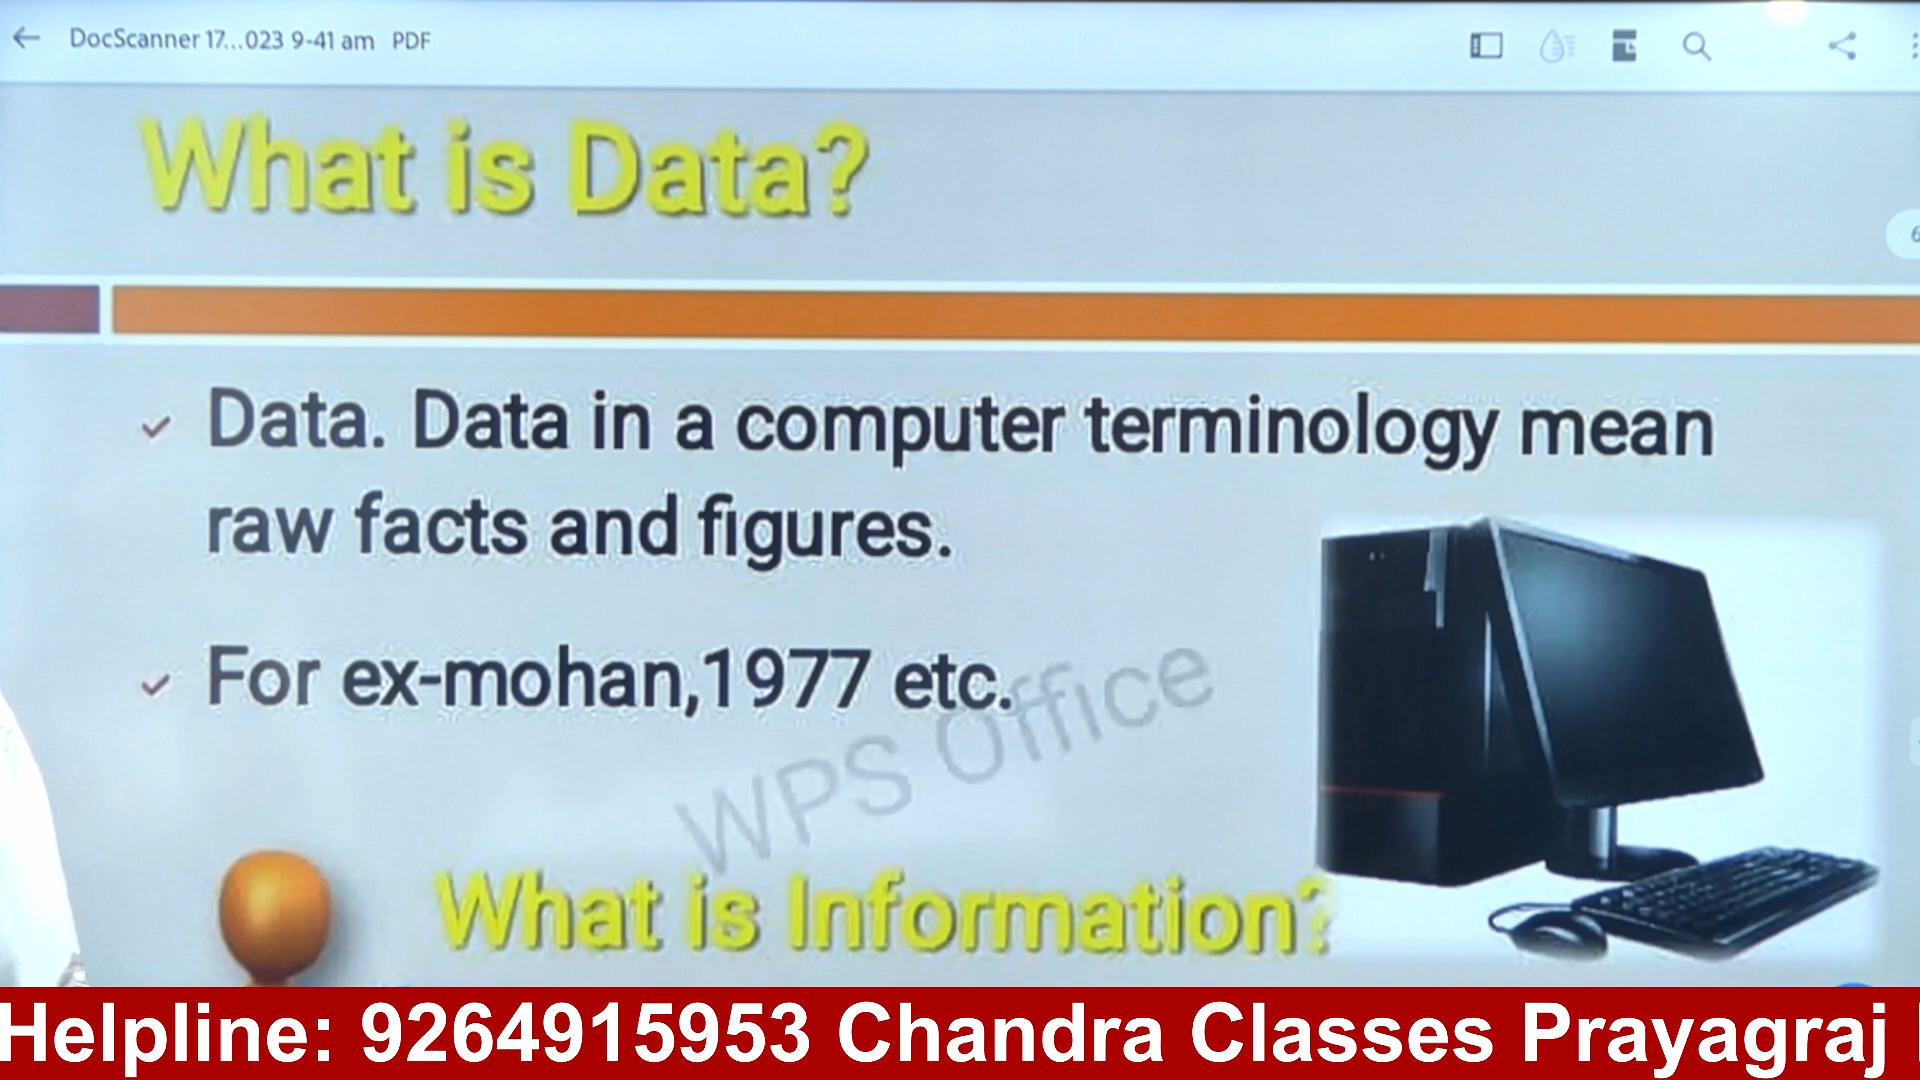 DocScanner 17...023 9-41 am PDF
What is Data?
Data. Data in a computer terminology mean
raw facts and figures.
For ex-mohan,1977 etc.
WPS Office
What is Information?
Helpline: 9264915953 Chandra Classes Prayagraj